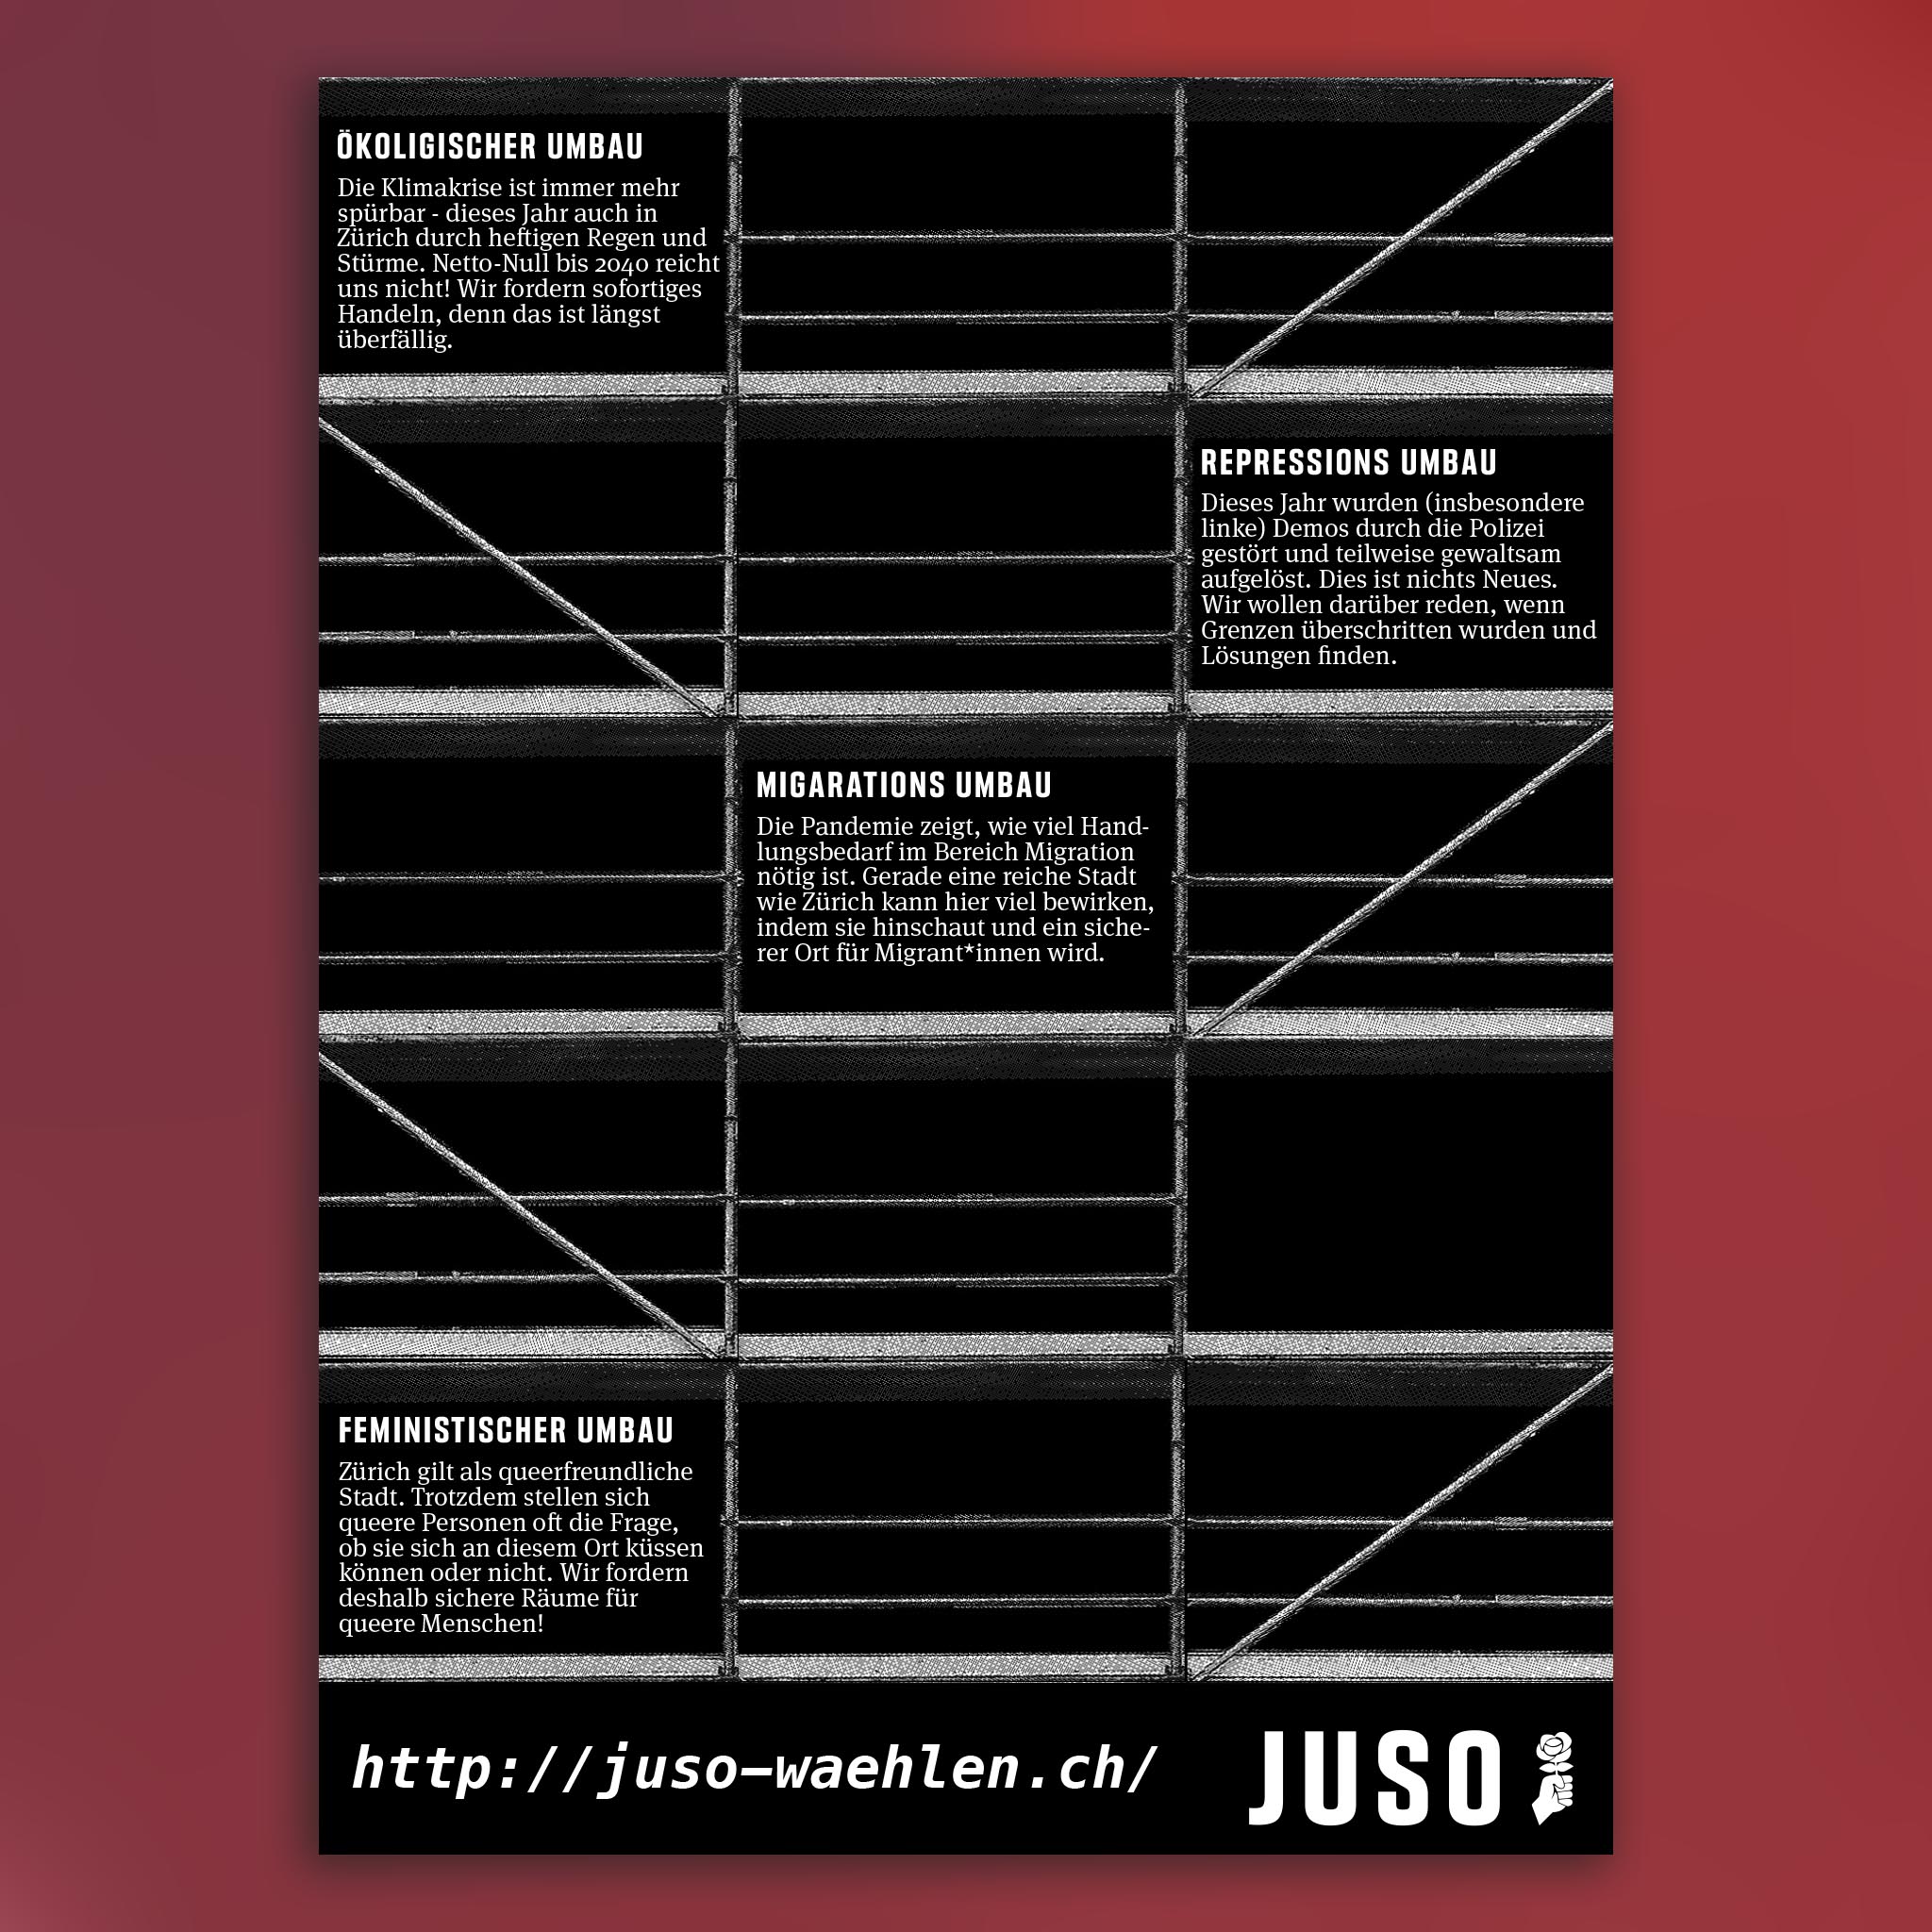 ÖKOLIGISCHER UMBAU
Die Klimakrise ist immer mehr
spürbar - dieses Jahr auch in
Zürich durch heftigen Regen und
Stürme. Netto-Null bis 2040 reicht
uns nicht! Wir fordern sofortiges
Handeln, denn das ist längst
überfällig.
REPRESSIONS UMBAU
Dieses Jahr wurden (insbesondere
linke) Demos durch die Polizei
gestört und teilweise gewaltsam
aufgelöst. Dies ist nichts Neues.
Wir wollen darüber reden, wenn
Grenzen überschritten wurden und
Lösungen finden.
MIGARATIONS UMBAU
Die Pandemie zeigt, wie viel Hand-
lungsbedarf im Bereich Migration
nötig ist. Gerade eine reiche Stadt
wie Zürich kann hier viel bewirken,
indem sie hinschaut und ein siche-
rer Ort für Migrant*innen wird.
FEMINISTISCHER UMBAU
Zürich gilt als queerfreundliche
Stadt. Trotzdem stellen sich
queere Personen oft die Frage,
ob sie sich an diesem Ort küssen
können oder nicht. Wir fordern
deshalb sichere Räume für
queere Menschen!
http://juso-waehlen.ch/
JUSO